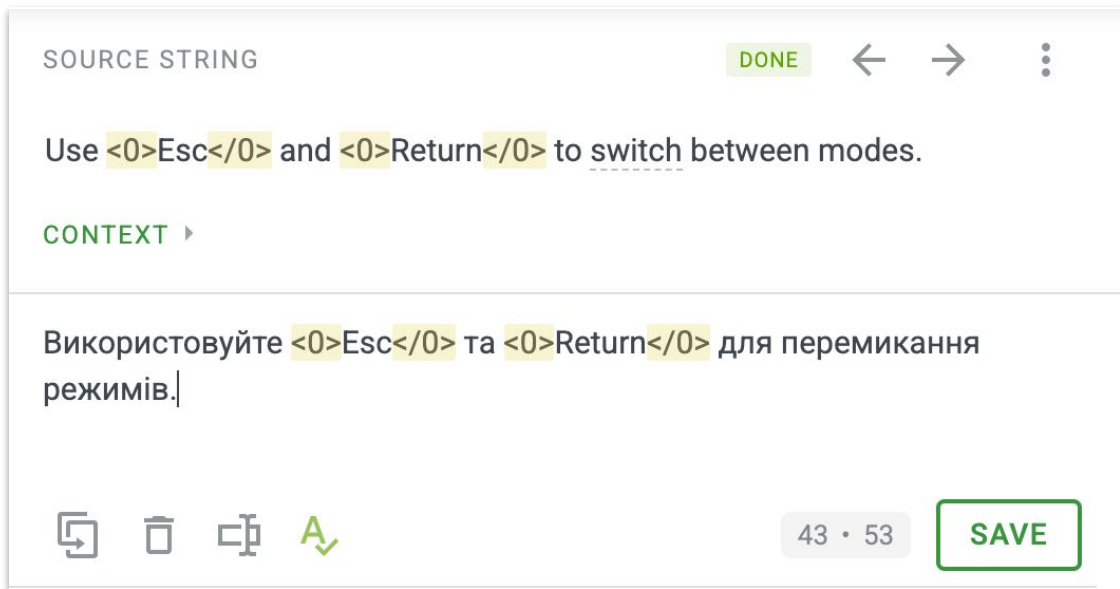 SOURCE STRING
DONE
Use <0>Esc</0> and <0>Return</0> to switch between modes.
CONTEXT
Використовуйте <0>Esc</0> та <0>Return</0> для перемикання
режимів.
43 • 53
SAVE